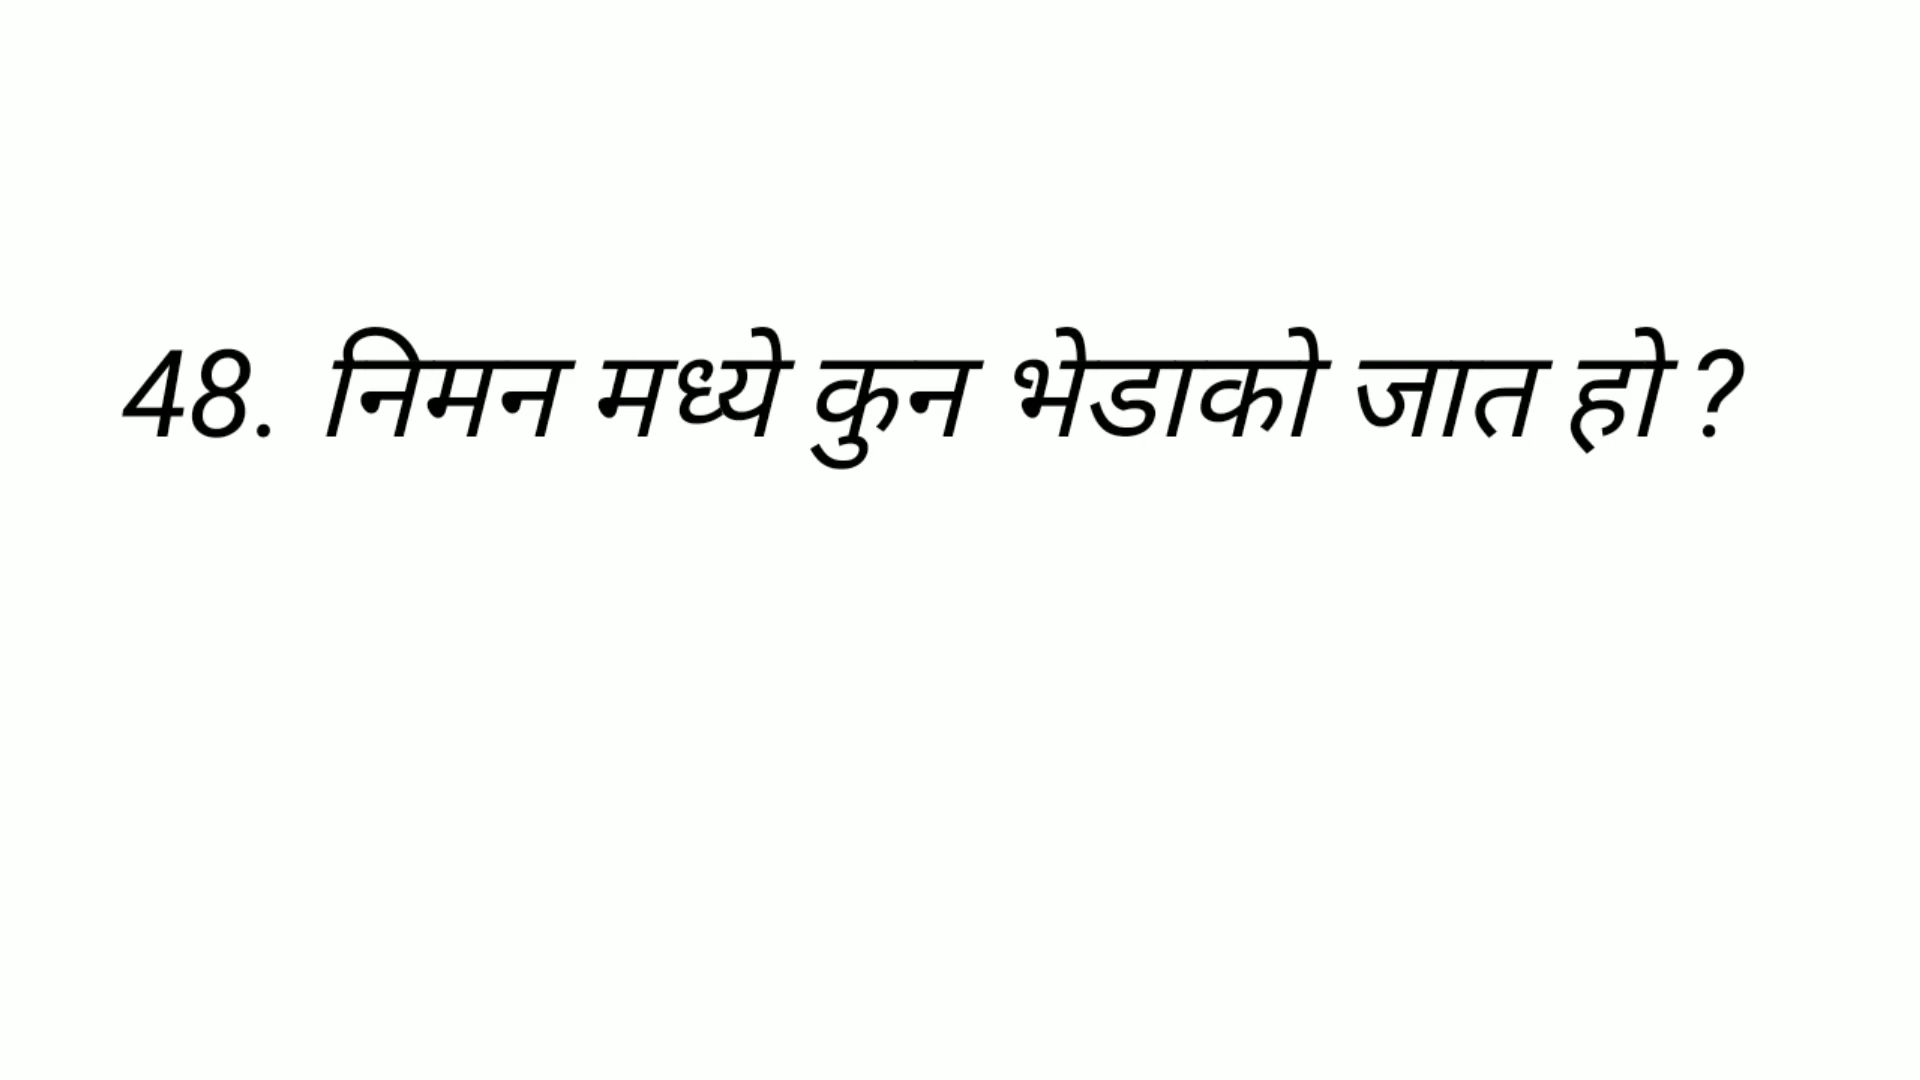 48. निमन मध्ये कुन भेडाको जात हो ?